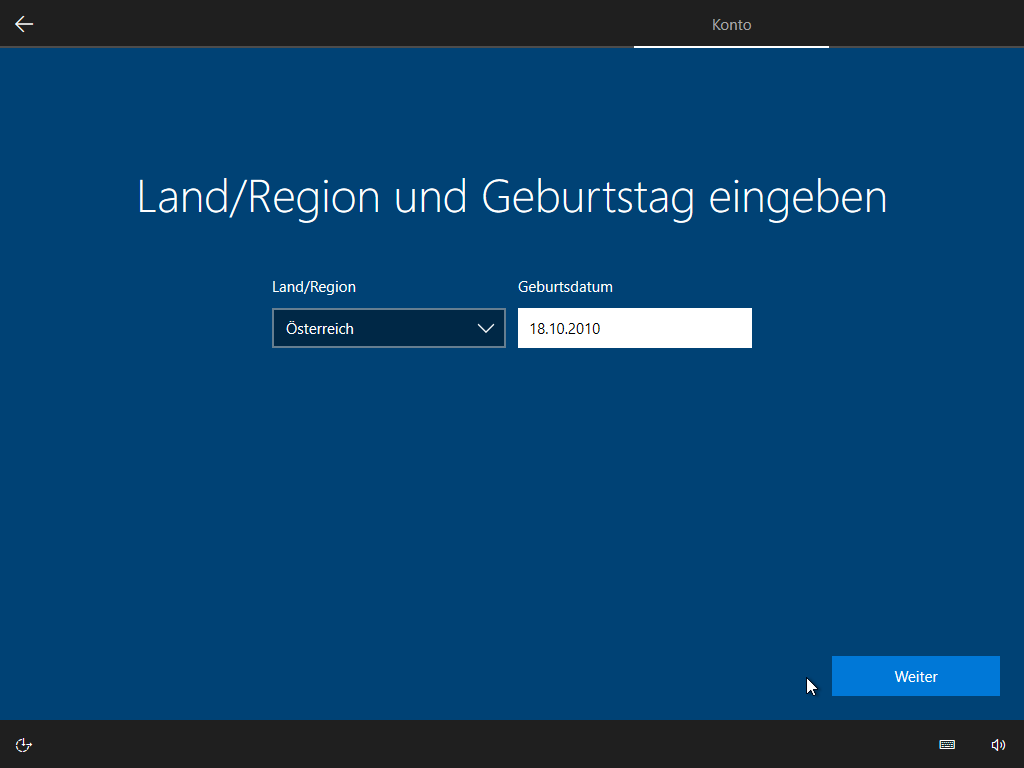 Konto
Land/Region und Geburtstag eingeben
Land/Region
Geburtsdatum
Österreich
18.10.2010
Weiter